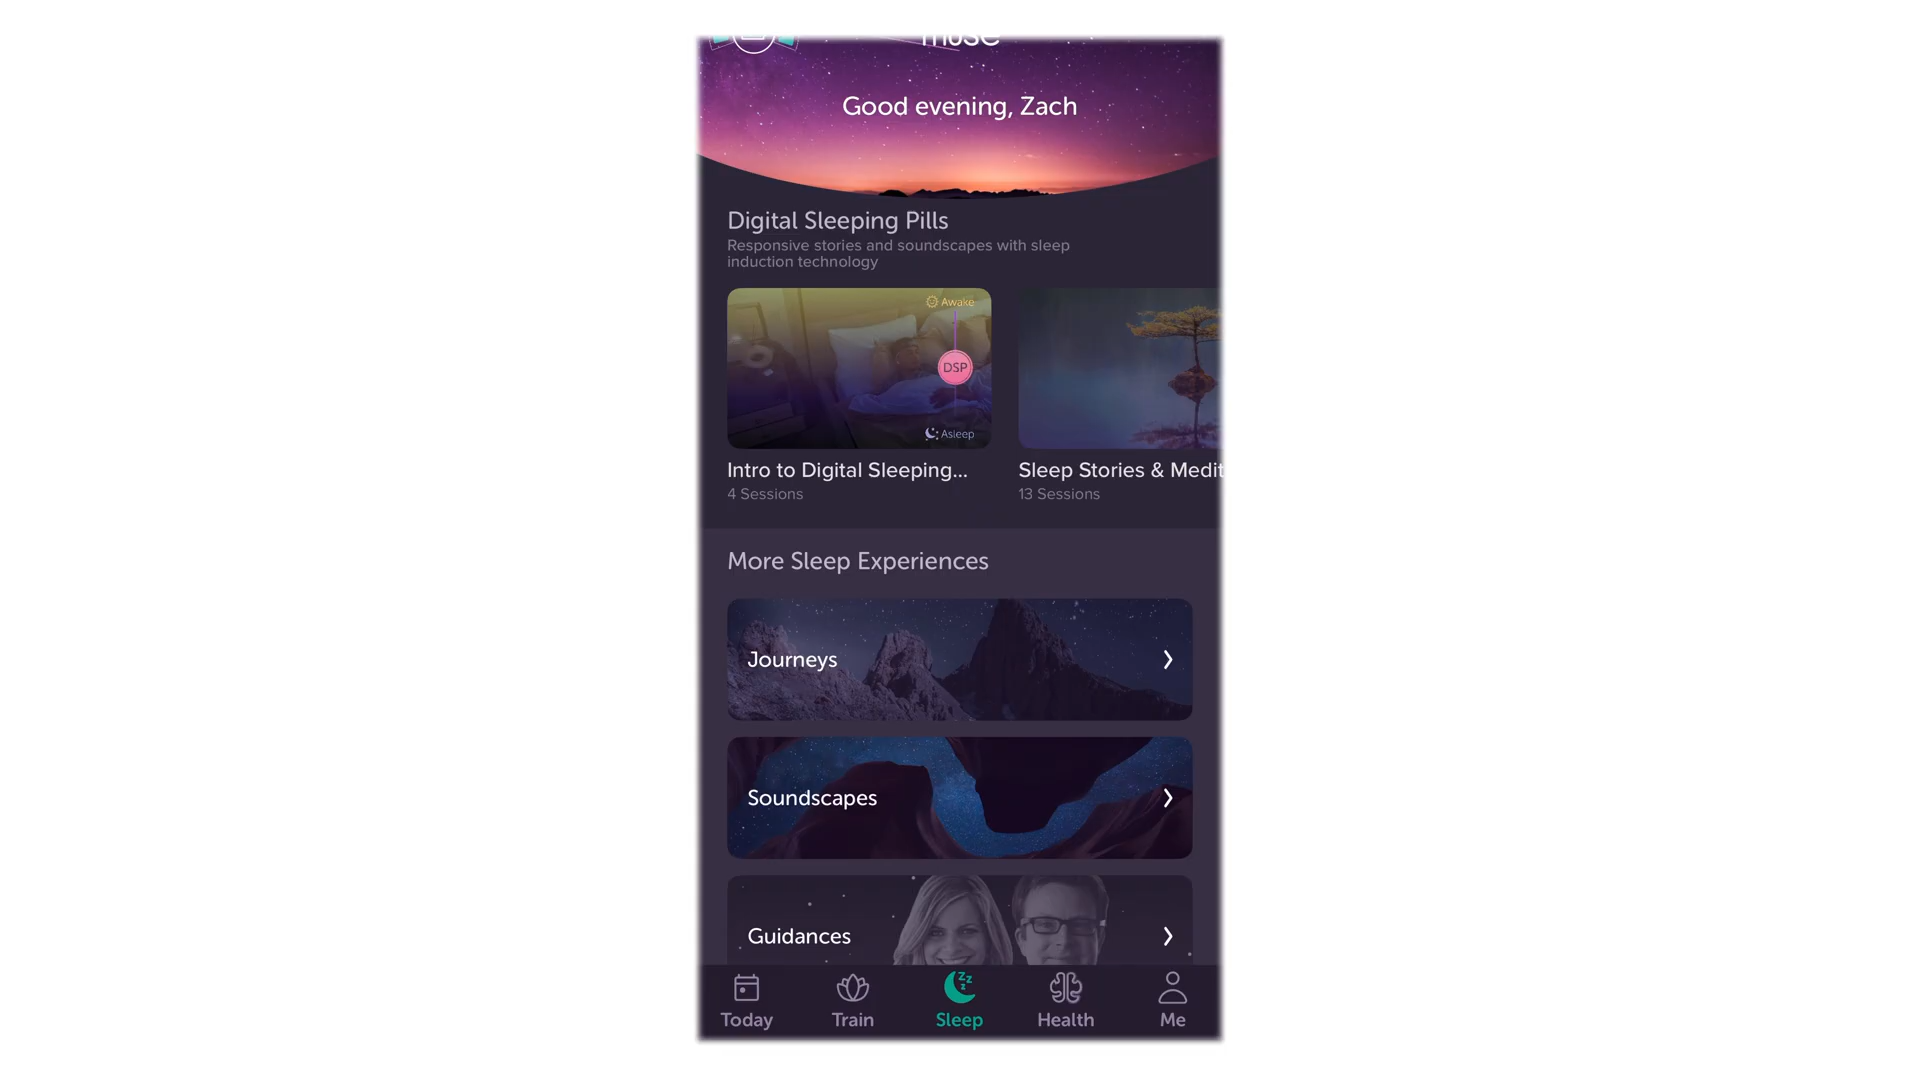 muse
Good evening, Zach
Digital Sleeping Pills
Responsive stories and soundscapes with sleep
induction technology
Awake
DSP
Asleep
Intro to Digital Sleeping...
4 Sessions
Sleep Stories & Medit
13 Sessions
More Sleep Experiences
Journeys
Soundscapes
Guidances
Today
Train
Sleep
Health
Me